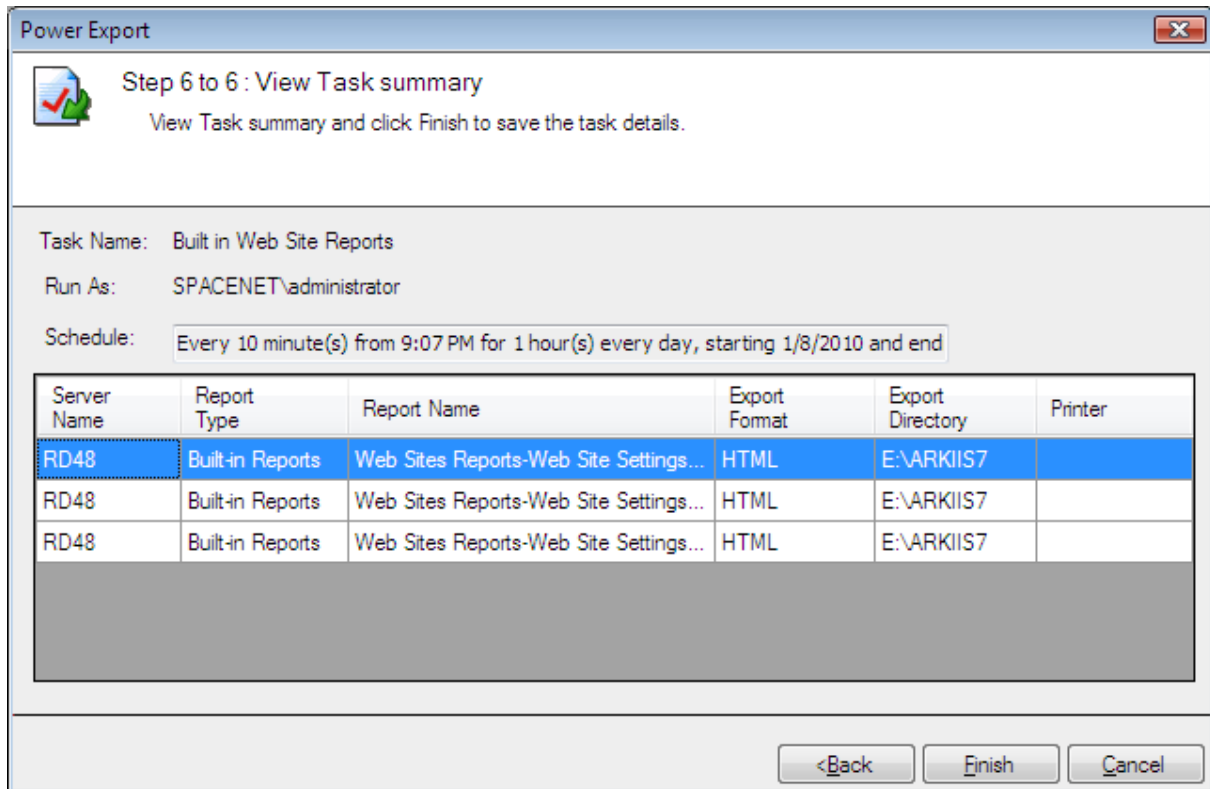 Power Export
Step 6 to 6 : View Task summary
View Task summary and click Finish to save the task details.
Task Name: Built in Web Site Reports
Run As: SPACENET\administrator
Schedule: Every 10 minute(s) from 9:07 PM for 1 hour(s) every day, starting 1/8/2010 and end
Server Name Report Type Report Name Export Format Export Directory Printer
RD48 Built-in Reports Web Sites Reports-Web Site Settings... HTML E:\ARKIIS7
RD48 Built-in Reports Web Sites Reports-Web Site Settings... HTML E:\ARKIIS7
RD48 Built-in Reports Web Sites Reports-Web Site Settings... HTML E:\ARKIIS7
<Back Finish Cancel